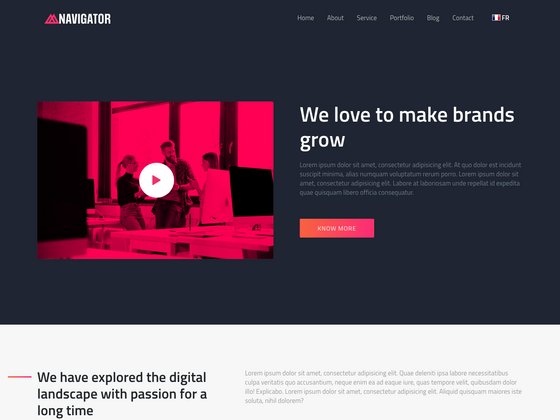 NAVIGATOR
Home About Service Portfolio Blog Contact FR
We love to make brands
grow
Lorem ipsum dolor sit amet, consectetur adipisicing elit. At quo dolor est incidunt
suscipit minima, alias numquam voluptatum rerum porro. Lorem ipsum dolor sit
amet, consectetur adipisicing elit. Labore at laboriosam unde repellat id expedita
quae quisquam libero officia consequatur.
KNOW MORE
We have explored the digital
landscape with passion for a
long time
Lorem ipsum dolor sit amet, consectetur adipisicing elit. Quae deleniti ipsa labore necessitatibus
culpa veritatis quo accusantium, neque enim ea ad eaque iure, quas temporibus velit, quibusdam dolor
illo! Explicabo. Lorem ipsum dolor sit amet, consectetur adipisicing elit. Quod quasi maiores iste
soluta, dolorem nesciunt dolores?